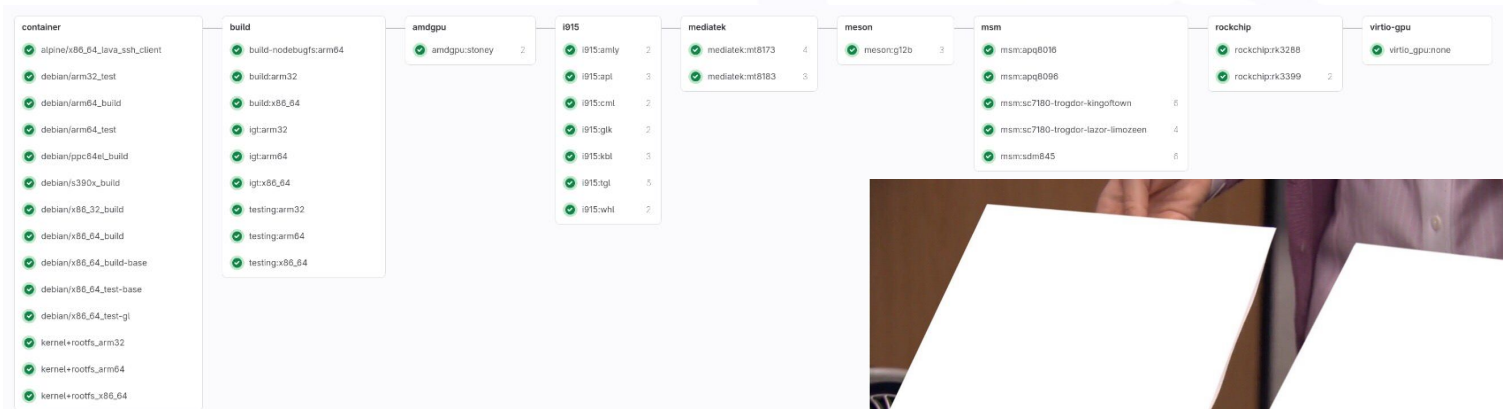 container
alpine/x86_64_lava_ssh_client
debian/arm32_test
debian/arm64_build
debian/arm64_test
debian/ppc64el_build
debian/s390x_build
debian/x86_32_build
debian/x86_64_build
debian/x86_64_build-base
debian/x86_64_test-base
debian/x86_64_test-gl
kernel+rootfs_arm32
kernel+rootfs_arm64
kernel+rootfs_x86_64
build
build-nodebugfs:arm64
build:arm32
build:x86_64
igt:arm32
igt:arm64
igt:x86_64
testing:arm32
testing:arm64
testing:x86_64
amdgpu
amdgpu:stoney 2
i915
i915:amly 2
i915:apl 3
i915:cml 2
i915:glk 2
i915:kbl 3
i915:tgl 5
i915:whl 2
mediatek
mediatek:mt8173 4
mediatek:mt8183 3
meson
meson:g12b 3
msm
msm:apq8016
msm:apq8096
msm:sc7180-trogdor-kingoftown 6
msm:sc7180-trogdor-lazor-limozeen 4
msm:sdm845 6
rockchip
rockchip:rk3288
rockchip:rk3399 2
virtio-gpu
virtio_gpu:none